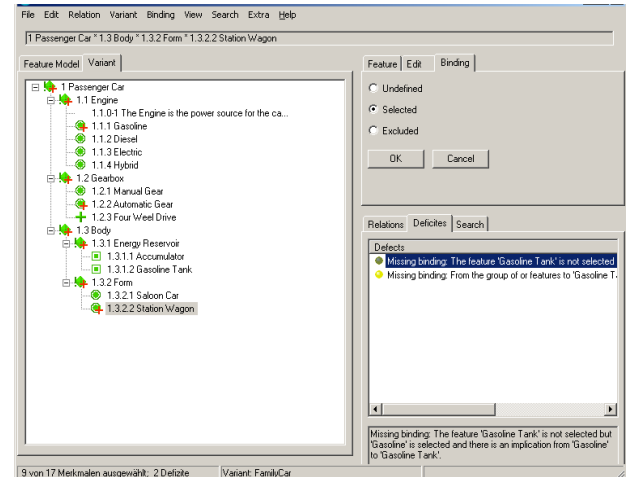 File Edit Relation Variant Binding View Search Extra Help
1 Passenger Car * 1.3 Body * 1.3.2 Form * 1.3.2.2 Station Wagon
Feature Model Variant
1 Passenger Car
1.1 Engine
1.1.0-1 The Engine is the power source for the ca...
1.1.1 Gasoline
1.1.2 Diesel
1.1.3 Electric
1.1.4 Hybrid
1.2 Gearbox
1.2.1 Manual Gear
1.2.2 Automatic Gear
1.2.3 Four Weel Drive
1.3 Body
1.3.1 Energy Reservoir
1.3.1.1 Accumulator
1.3.1.2 Gasoline Tank
1.3.2 Form
1.3.2.1 Saloon Car
1.3.2.2 Station Wagon
Feature Edit Binding
Undefined
Selected
Excluded
OK Cancel
Relations Deficites Search
Defects
Missing binding: The feature 'Gasoline Tank' is not selected
Missing binding: From the group of or features to 'Gasoline T
Missing binding: The feature 'Gasoline Tank' is not selected but
'Gasoline' is selected and there is an implication from 'Gasoline'
to 'Gasoline Tank'.
9 von 17 Merkmalen ausgewählt; 2 Defizite Variant: FamilyCar